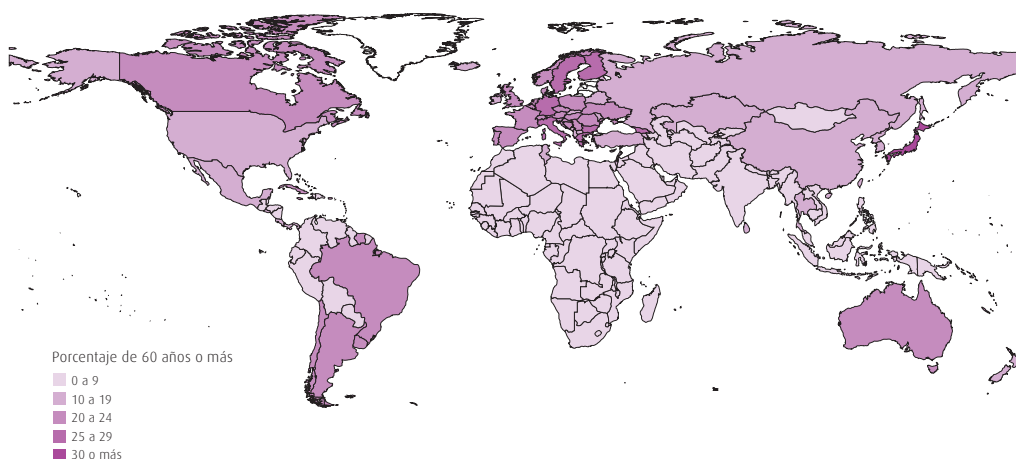 Porcentaje de 60 años o más
0 a 9
10 a 19
20 a 24
25 a 29
30 o más